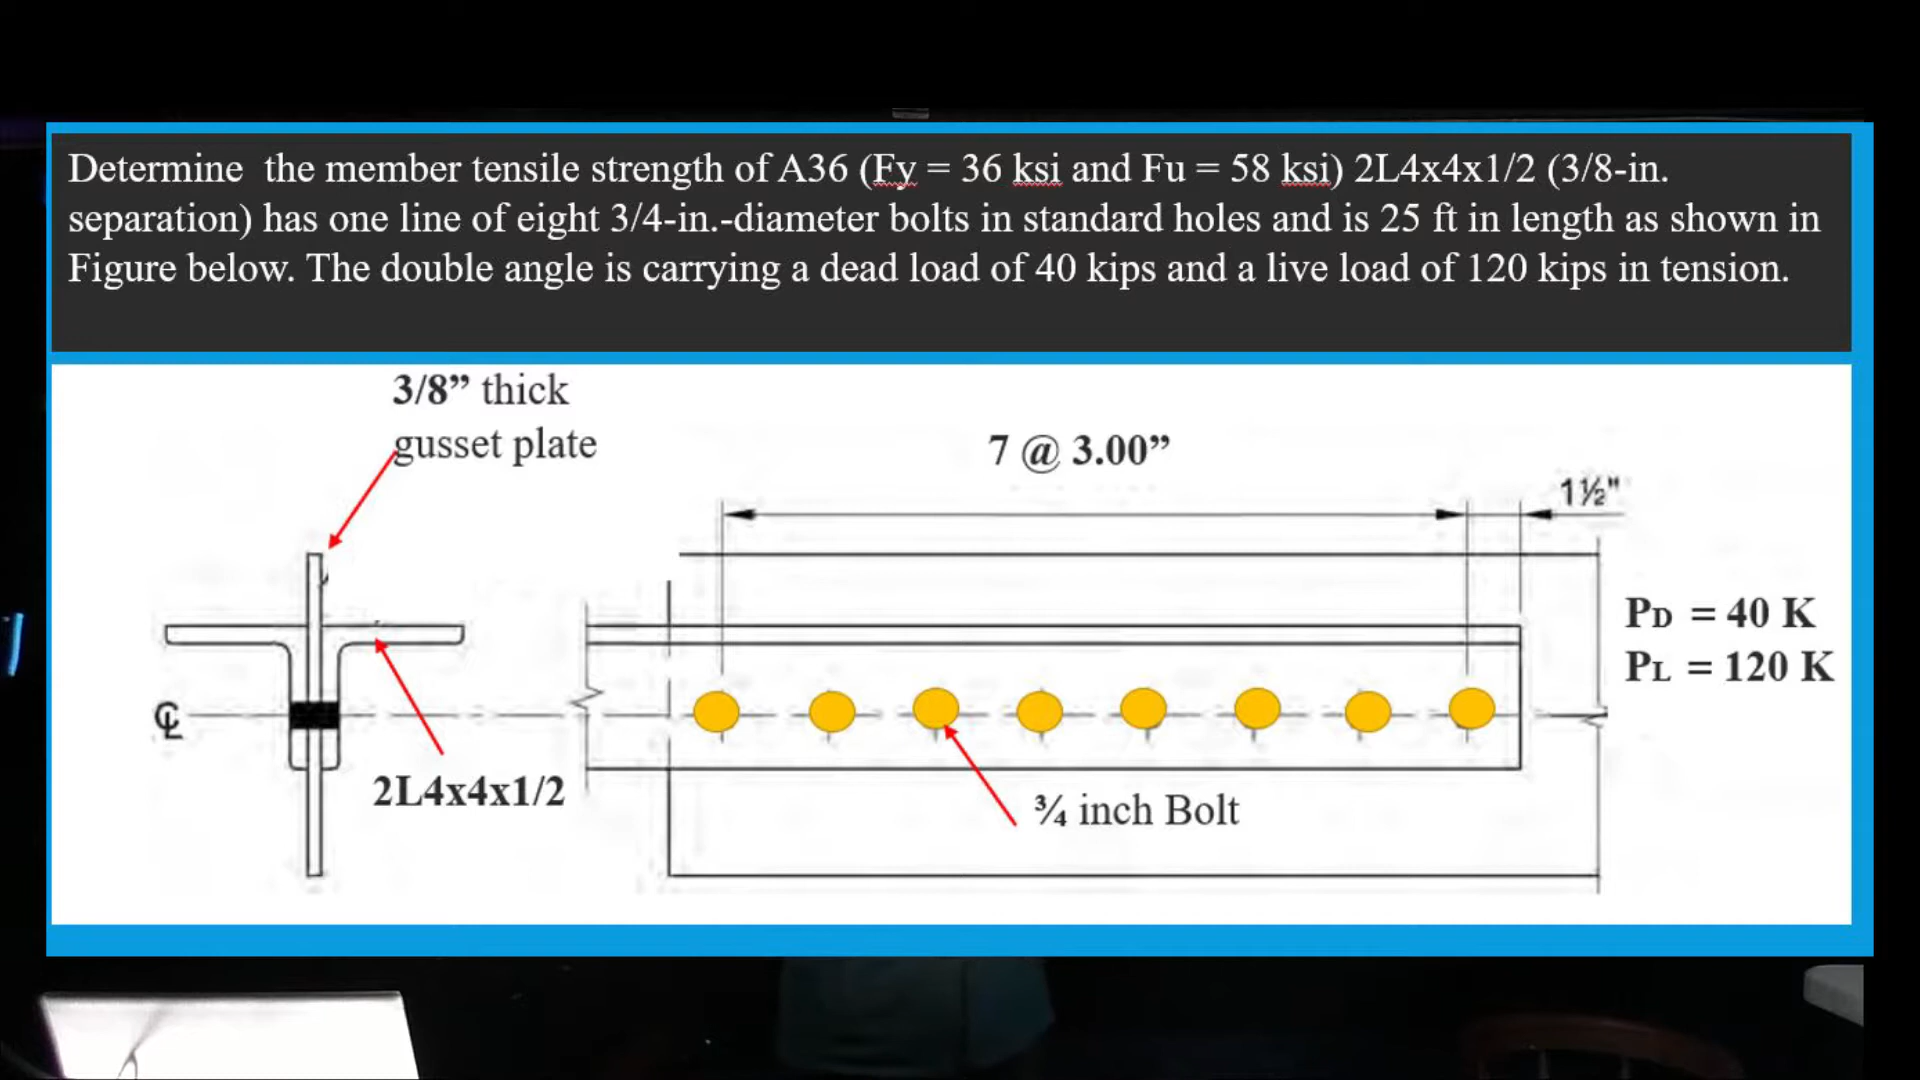 Determine the member tensile strength of A36 (Fy = 36 ksi and Fu = 58 ksi) 2L4x4x1/2 (3/8-in.
separation) has one line of eight 3/4-in.-diameter bolts in standard holes and is 25 ft in length as shown in
Figure below. The double angle is carrying a dead load of 40 kips and a live load of 120 kips in tension.
3/8” thick
gusset plate
7 @ 3.00”
1½"
PD = 40 K
PL = 120 K
℄
2L4x4x1/2
¾ inch Bolt